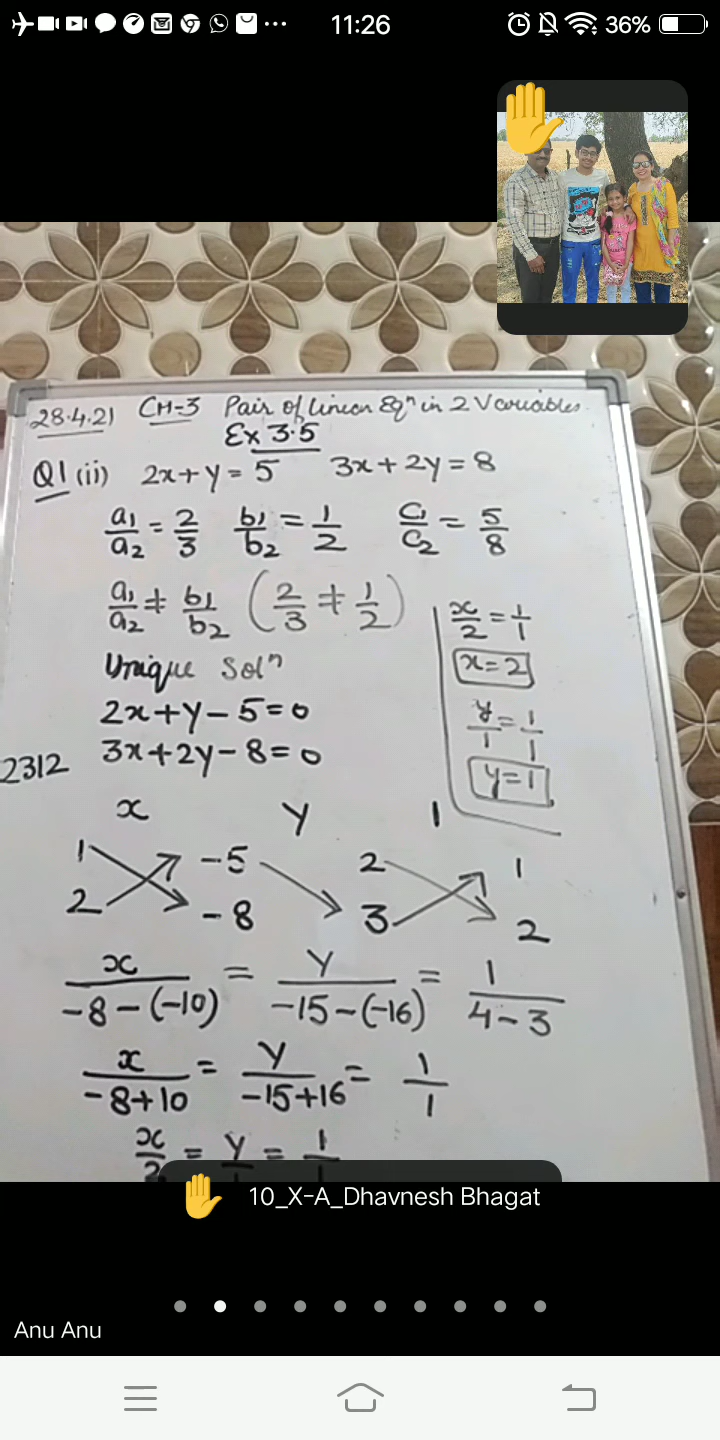 11:26
36%
28.4.21 CH-3 Pair of Linear Eqⁿ in 2 Variables.
Ex 3.5
Q1 (ii) 2x+y=5 3x+2y=8
a₁/a₂ = 2/3 b₁/b₂ = 1/2 c₁/c₂ = 5/8
a₁/a₂ ≠ b₁/b₂ (2/3 ≠ 1/2)
x/2 = 1/1
Unique Solⁿ
x=2
2x+y-5=0
y/1 = 1/1
2312 3x+2y-8=0
y=1
x y 1
1 -5 2 1
2 -8 3 2
x/-8-(-10) = y/-15-(-16) = 1/4-3
x/-8+10 = y/-15+16 = 1/1
x/2 = y/1 = 1/1
10_X-A_Dhavnesh Bhagat
Anu Anu